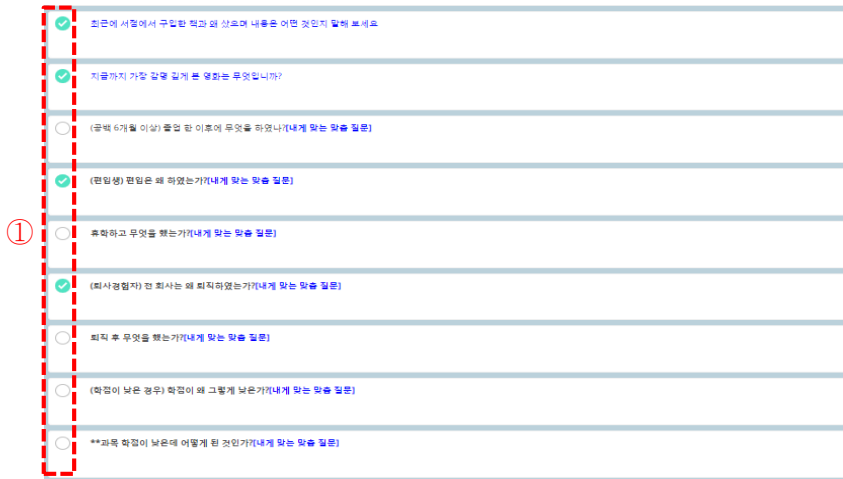 최근에 서점에서 구입한 책과 왜 샀으며 내용은 어떤 것인지 말해 보세요
지금까지 가장 감명 깊게 본 영화는 무엇입니까?
(공백 6개월 이상) 졸업 한 이후에 무엇을 하였나?[내게 맞는 맞춤 질문]
(편입생) 편입은 왜 하였는가?[내게 맞는 맞춤 질문]
①
휴학하고 무엇을 했는가?[내게 맞는 맞춤 질문]
(퇴사경험자) 전 회사는 왜 퇴직하였는가?[내게 맞는 맞춤 질문]
퇴직 후 무엇을 했는가?[내게 맞는 맞춤 질문]
(학점이 낮은 경우) 학점이 왜 그렇게 낮은가?[내게 맞는 맞춤 질문]
**과목 학점이 낮은데 어떻게 된 것인가?[내게 맞는 맞춤 질문]